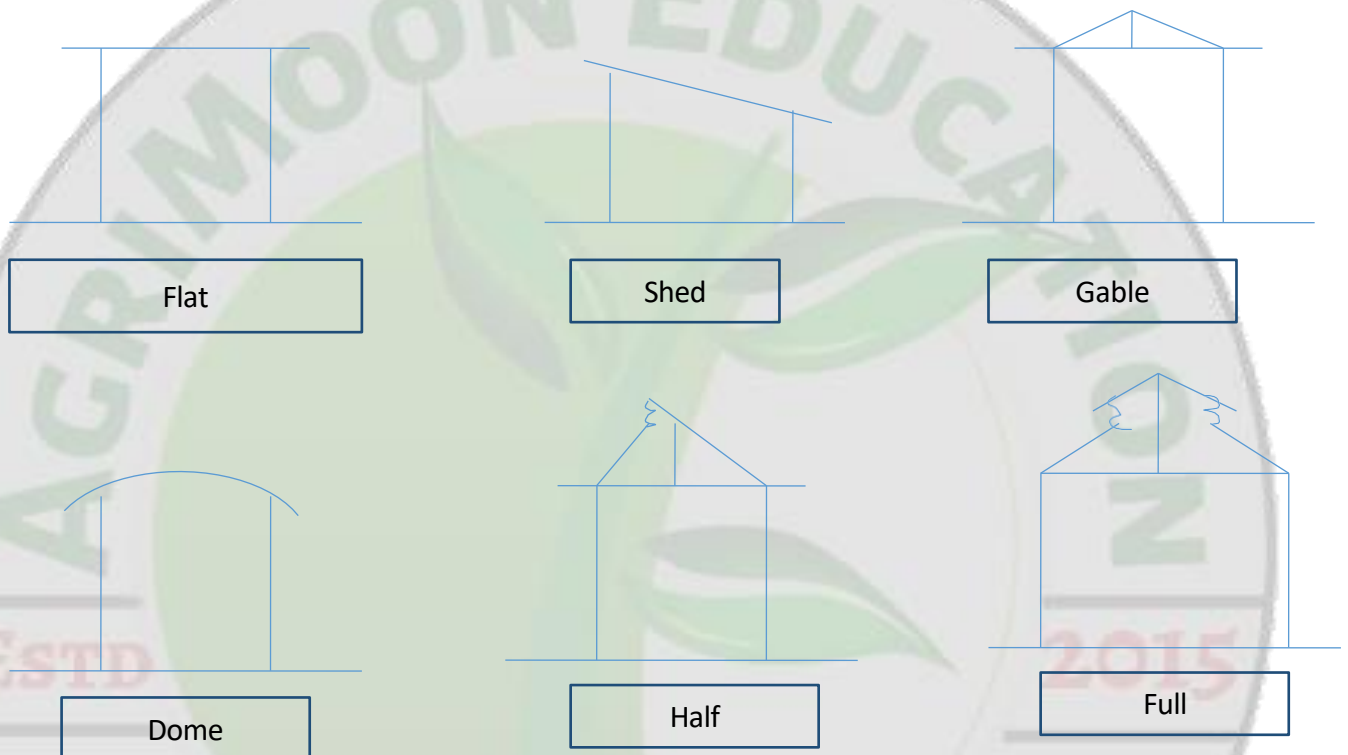 AGRIMOON EDUCATION
Flat
Shed
Gable
ESTD
2015
Dome
Half
Full